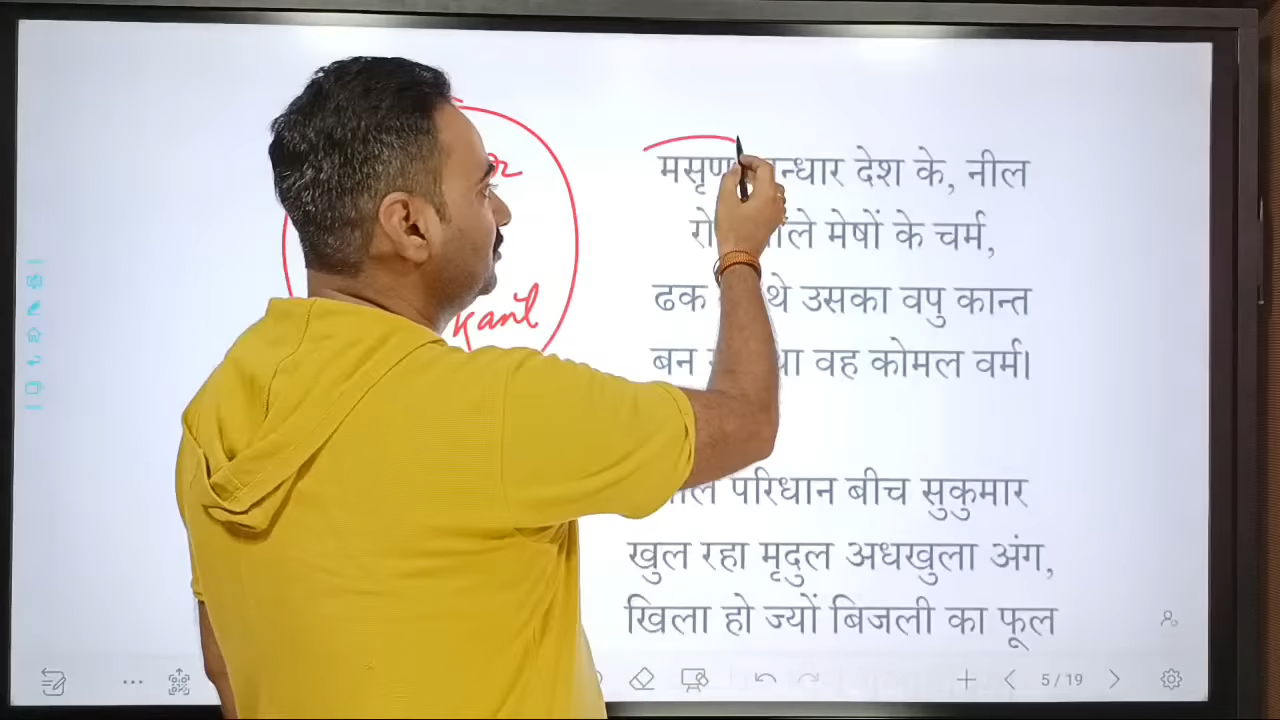 मसृण न्धार देश के, नील
रो ले मेषों के चर्म,
ढक थे उसका वपु कान्त
बन था वह कोमल वर्म।
परिधान बीच सुकुमार
खुल रहा मृदुल अधखुला अंग,
खिला हो ज्यों बिजली का फूल
kant
5/19